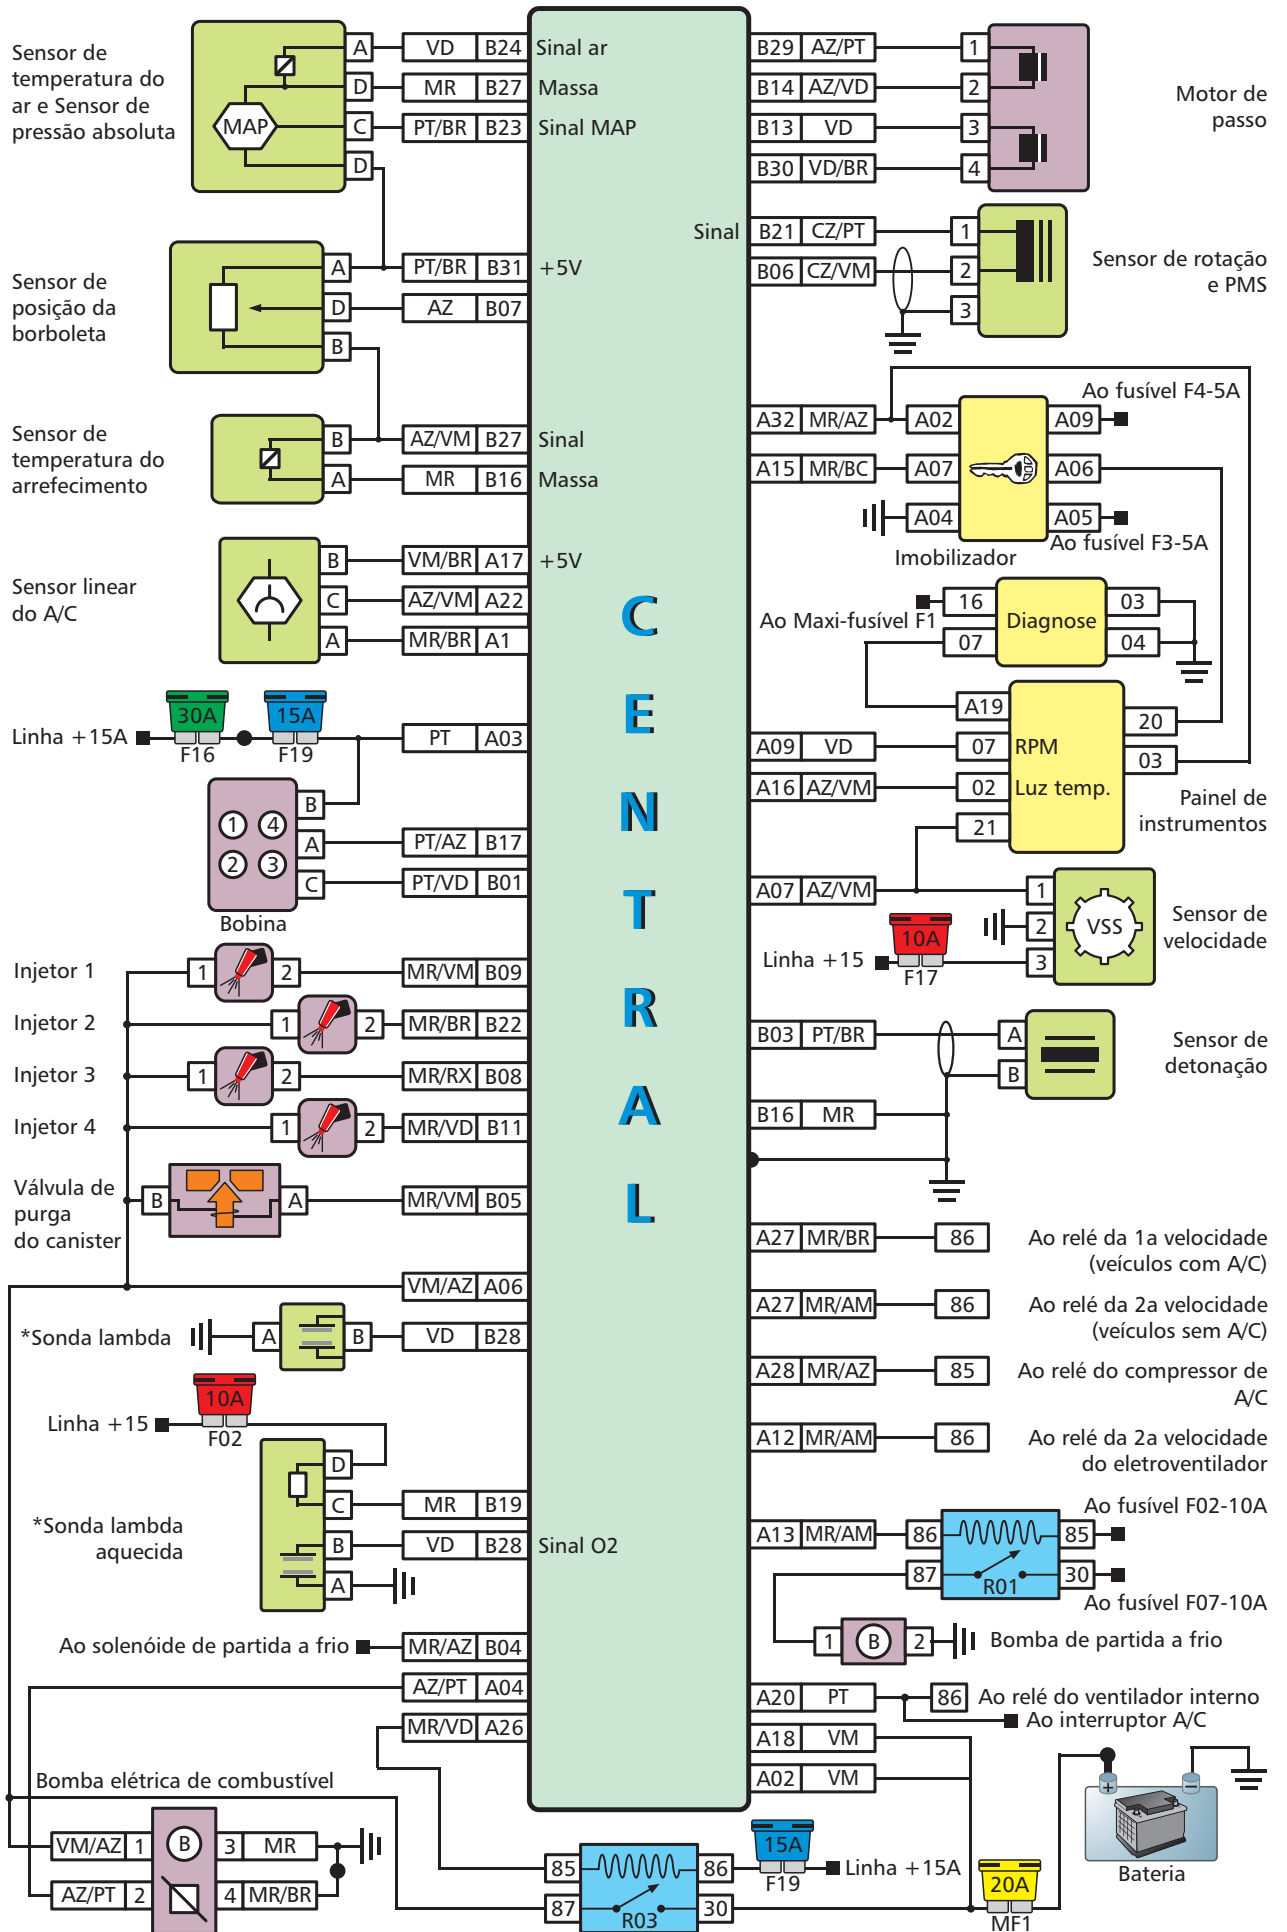 Sensor de
temperatura do
ar e Sensor de
pressão absoluta
MAP
A VD B24 Sinal ar
D MR B27 Massa
C PT/BR B23 Sinal MAP
D
Sensor de
posição da
borboleta
A PT/BR B31 +5V
D AZ B07
B
Sensor de
temperatura do
arrefecimento
B AZ/VM B27 Sinal
A MR B16 Massa
Sensor linear
do A/C
B VM/BR A17 +5V
C AZ/VM A22
A MR/BR A1
Linha +15A
30A
F16
15A
F19
PT A03
1 4
2 3
B
A PT/AZ B17
C PT/VD B01
Bobina
Injetor 1
1 2 MR/VM B09
Injetor 2
1 2 MR/BR B22
Injetor 3
1 2 MR/RX B08
Injetor 4
1 2 MR/VD B11
Válvula de
purga
do canister
B A MR/VM B05
VM/AZ A06
*Sonda lambda
A B VD B28
10A
Linha +15
F02
*Sonda lambda
aquecida
D
C MR B19
B VD B28 Sinal O2
A
Ao solenóide de partida a frio
MR/AZ B04
AZ/PT A04
MR/VD A26
Bomba elétrica de combustível
VM/AZ 1 B 3 MR
AZ/PT 2 4 MR/BR
CENTRAL
B29 AZ/PT 1
B14 AZ/VD 2
B13 VD 3
B30 VD/BR 4
Motor de
passo
Sinal B21 CZ/PT 1
B06 CZ/VM 2
3
Sensor de rotação
e PMS
Ao fusível F4-5A
A32 MR/AZ A02 A09
A15 MR/BC A07 A06
A04 A05
Imobilizador
Ao fusível F3-5A
Ao Maxi-fusível F1
16 Diagnose 03
07 04
A19 20
A09 VD 07 RPM 03
A16 AZ/VM 02 Luz temp.
21
Painel de
instrumentos
A07 AZ/VM 1
2
3
VSS
Sensor de
velocidade
10A
Linha +15
F17
B03 PT/BR A
B
Sensor de
detonação
B16 MR
A27 MR/BR 86
Ao relé da 1a velocidade
(veículos com A/C)
A27 MR/AM 86
Ao relé da 2a velocidade
(veículos sem A/C)
A28 MR/AZ 85
Ao relé do compressor de
A/C
A12 MR/AM 86
Ao relé da 2a velocidade
do eletroventilador
Ao fusível F02-10A
A13 MR/AM 86 85
87 R01 30
Ao fusível F07-10A
1 B 2
Bomba de partida a frio
A20 PT 86 Ao relé do ventilador interno
Ao interruptor A/C
A18 VM
A02 VM
+ −
Bateria
85 86
87 R03 30
15A
F19
Linha +15A
20A
MF1